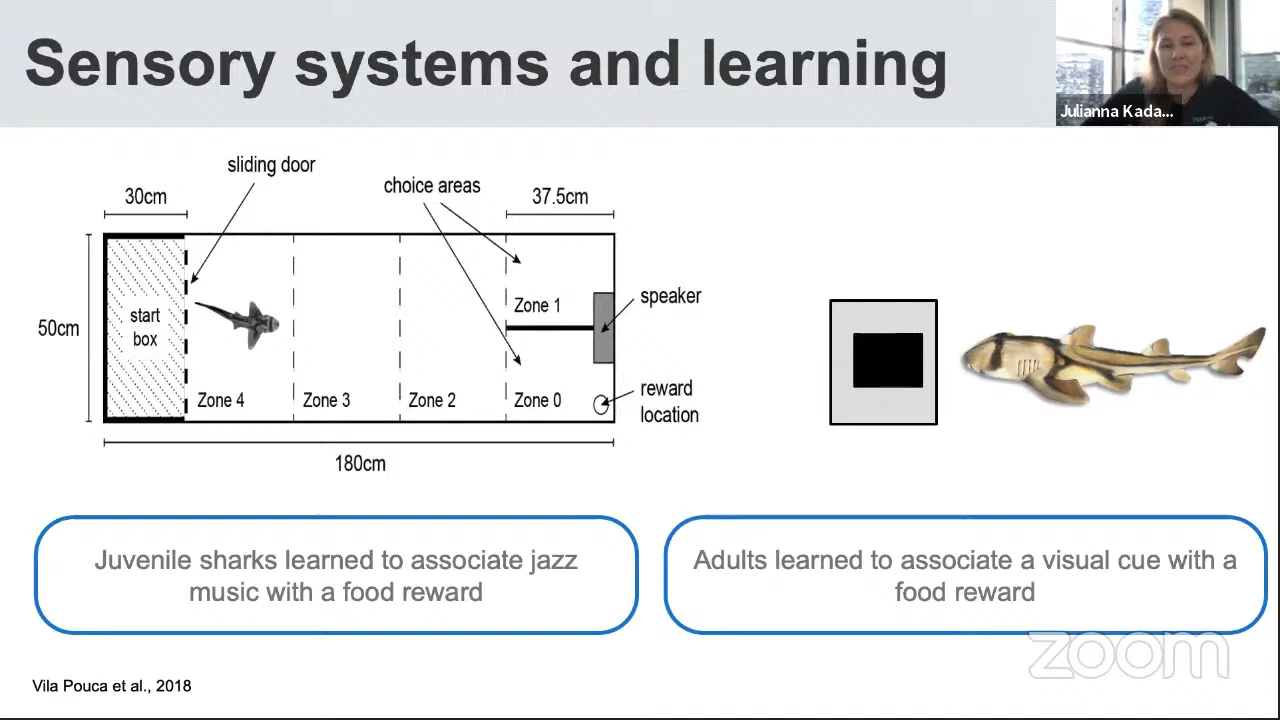 Sensory systems and learning
Julianna Kada...
sliding door
30cm
choice areas
37.5cm
start
box
50cm
Zone 1
speaker
reward
location
Zone 4
Zone 3
Zone 2
Zone 0
180cm
Juvenile sharks learned to associate jazz
music with a food reward
Adults learned to associate a visual cue with a
food reward
zoom
Vila Pouca et al., 2018